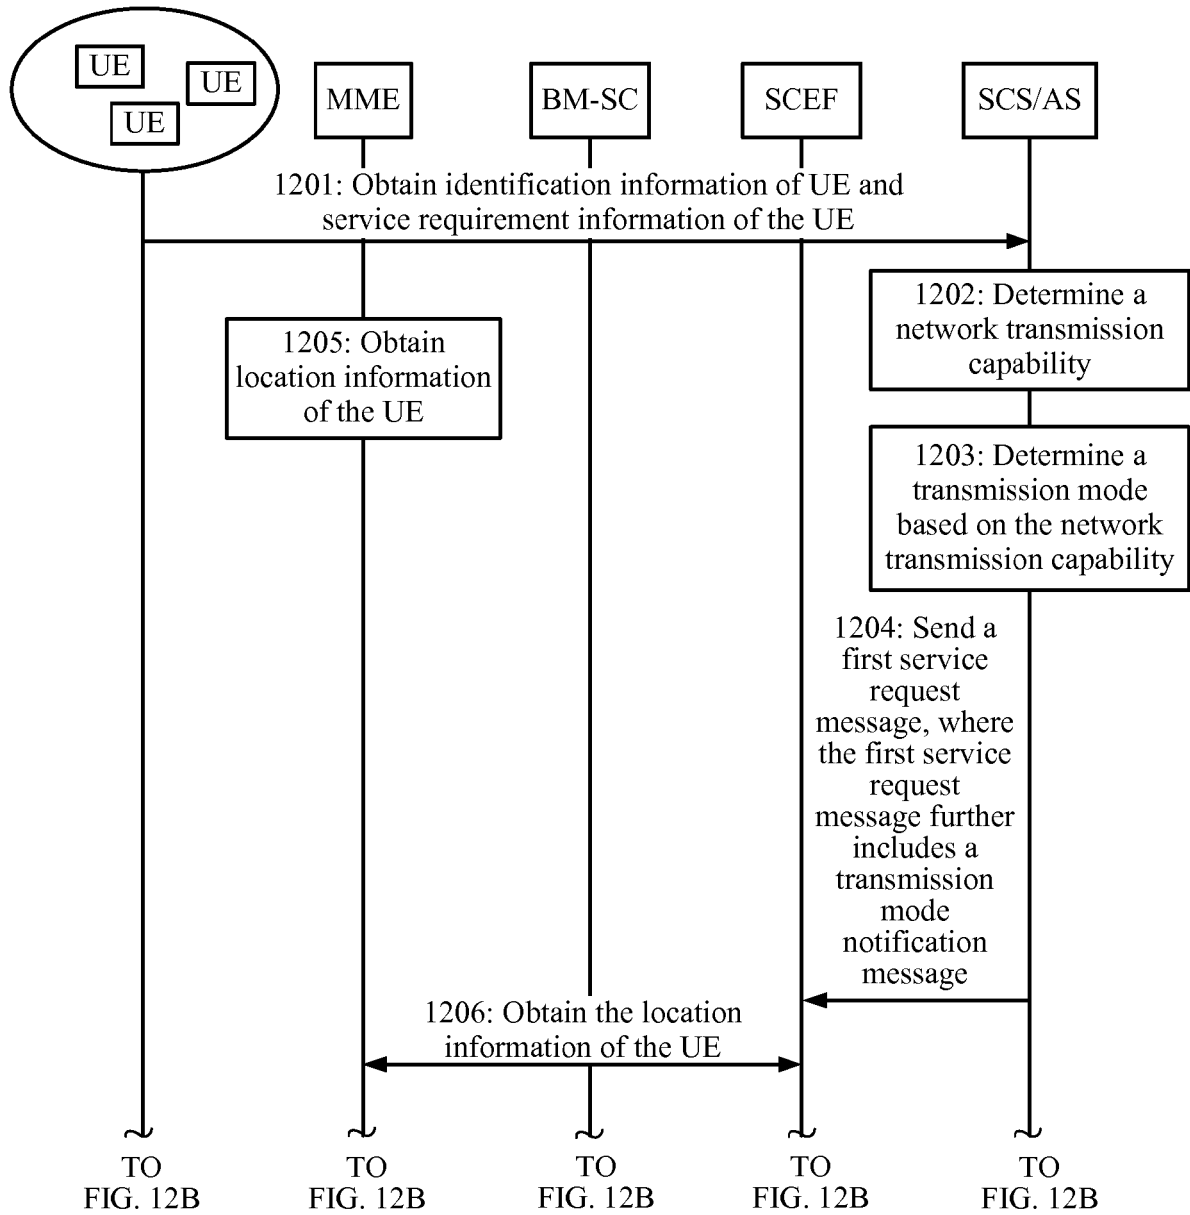 UE
UE
UE
MME
BM-SC
SCEF
SCS/AS
1201: Obtain identification information of UE and
service requirement information of the UE
1202: Determine a
network transmission
capability
1205: Obtain
location information
of the UE
1203: Determine a
transmission mode
based on the network
transmission capability
1204: Send a
first service
request
message, where
the first service
request
message further
includes a
transmission
mode
notification
message
1206: Obtain the location
information of the UE
TO
FIG. 12B
TO
FIG. 12B
TO
FIG. 12B
TO
FIG. 12B
TO
FIG. 12B